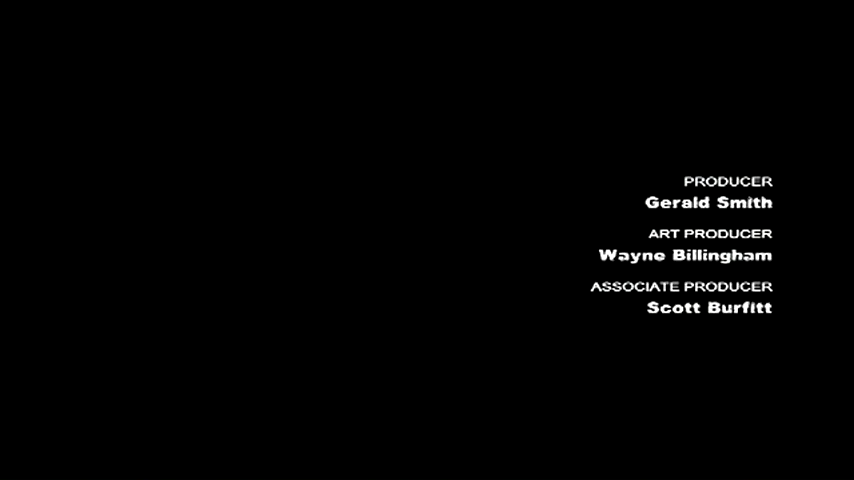 PRODUCER
Gerald Smith
ART PRODUCER
Wayne Billingham
ASSOCIATE PRODUCER
Scott Burfitt